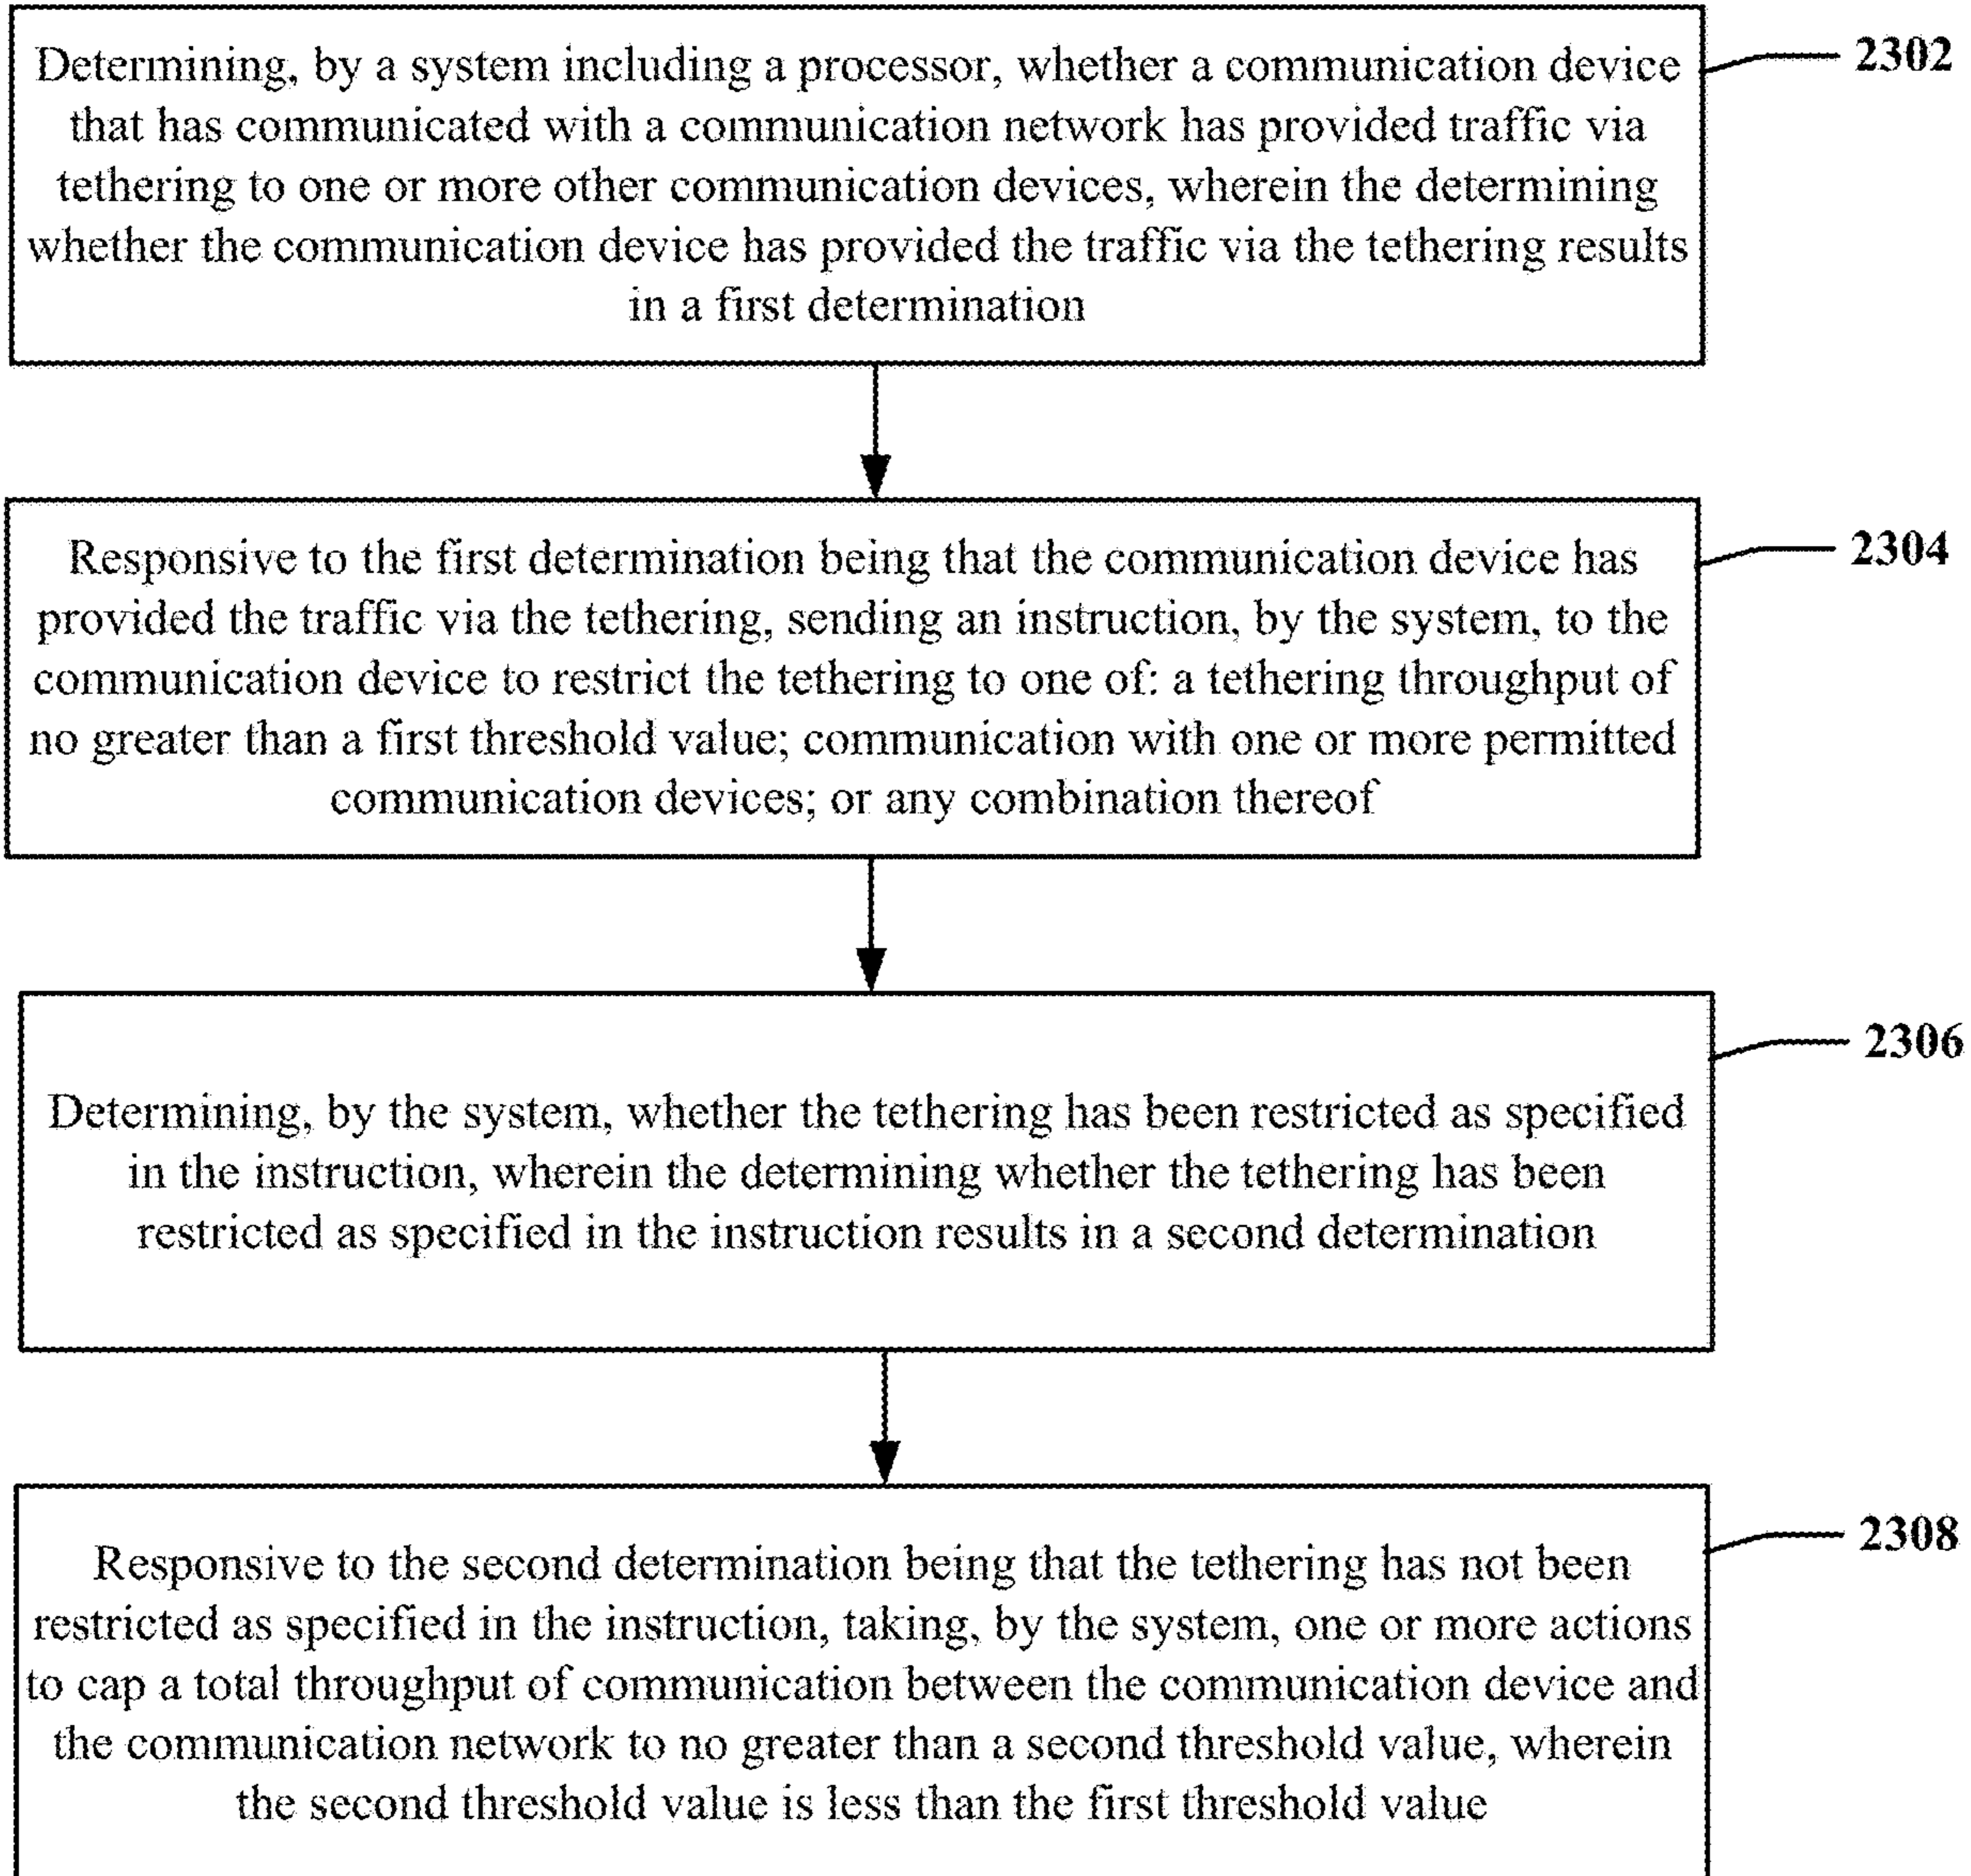 Determining, by a system including a processor, whether a communication device
that has communicated with a communication network has provided traffic via
tethering to one or more other communication devices, wherein the determining
whether the communication device has provided the traffic via the tethering results
in a first determination
2302
Responsive to the first determination being that the communication device has
provided the traffic via the tethering, sending an instruction, by the system, to the
communication device to restrict the tethering to one of: a tethering throughput of
no greater than a first threshold value; communication with one or more permitted
communication devices; or any combination thereof
2304
Determining, by the system, whether the tethering has been restricted as specified
in the instruction, wherein the determining whether the tethering has been
restricted as specified in the instruction results in a second determination
2306
Responsive to the second determination being that the tethering has not been
restricted as specified in the instruction, taking, by the system, one or more actions
to cap a total throughput of communication between the communication device and
the communication network to no greater than a second threshold value, wherein
the second threshold value is less than the first threshold value
2308